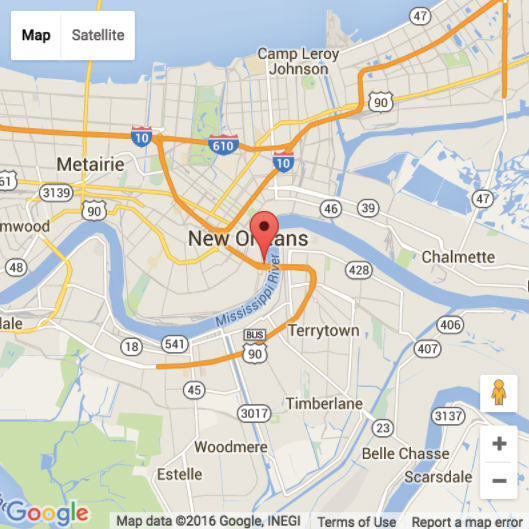 Map
Satellite
47
Camp Leroy
Johnson
90
10
610
10
Metairie
61
3139
90
47
46
39
mwood
New Orleans
48
Chalmette
428
Mississippi River
dale
18
541
BUS
90
Terrytown
406
407
45
3017
Timberlane
3137
23
Woodmere
Belle Chasse
Estelle
Scarsdale
+
−
Google
Map data ©2016 Google, INEGI
Terms of Use
Report a map error